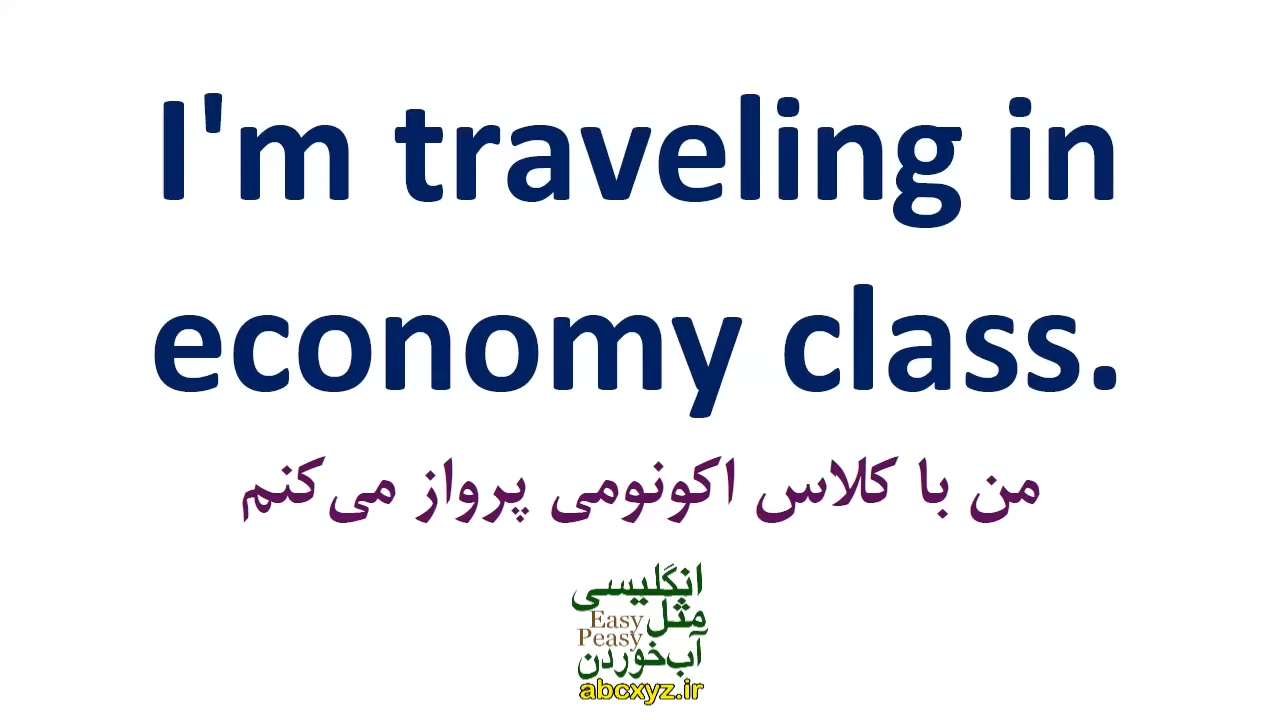 I'm traveling in
economy class.
من با کلاس اکونومی پرواز می‌کنم
انگلیسی
مثل
Easy
Peasy
آب‌خوردن
abcxyz.ir